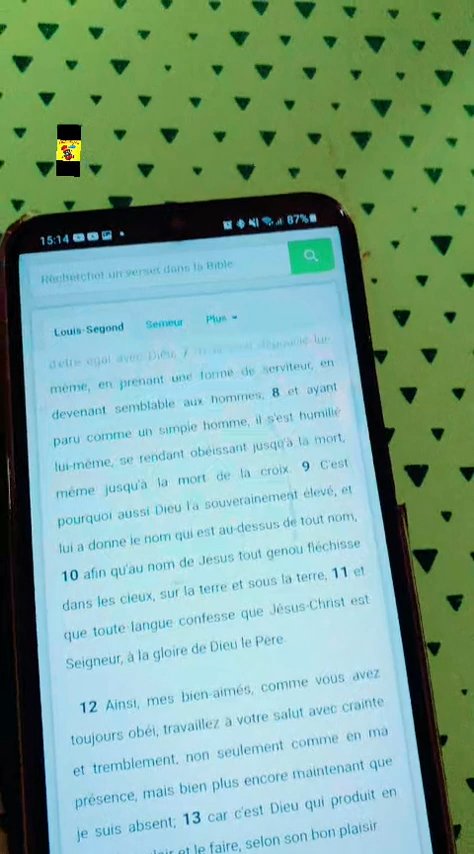 15:14
87%
Rechercher un verset dans la Bible
Louis-Segond Semeur Plus
d'être égal avec Dieu, 7 dépouillé lui-
même, en prenant une forme de serviteur, en
devenant semblable aux hommes, 8 et ayant
paru comme un simple homme, il s'est humilié
lui-même, se rendant obéissant jusqu'à la mort,
même jusqu'à la mort de la croix. 9 C'est
pourquoi aussi Dieu l'a souverainement élevé, et
lui a donné le nom qui est au-dessus de tout nom,
10 afin qu'au nom de Jésus tout genou fléchisse
dans les cieux, sur la terre et sous la terre, 11 et
que toute langue confesse que Jésus-Christ est
Seigneur, à la gloire de Dieu le Père
12 Ainsi, mes bien-aimés, comme vous avez
toujours obéi, travaillez à votre salut avec crainte
et tremblement, non seulement comme en ma
présence, mais bien plus encore maintenant que
je suis absent; 13 car c'est Dieu qui produit en
et le faire, selon son bon plaisir